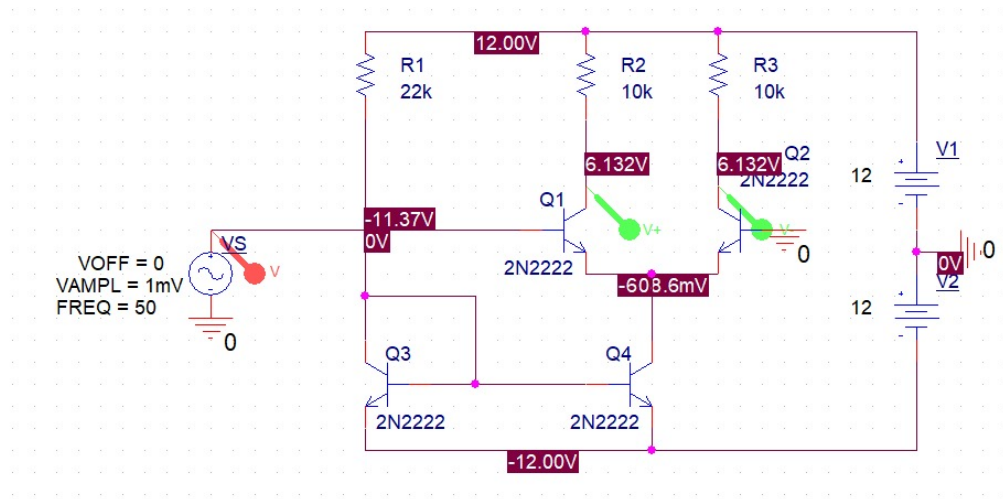 12.00V
R1
22k
R2
10k
R3
10k
6.132V
6.132V
Q2
2N2222
V1
12
Q1
-11.37V
0V
VS
V
V+
V-
0
0
0V
V2
VOFF = 0
VAMPL = 1mV
FREQ = 50
2N2222
-608.6mV
12
0
Q3
Q4
2N2222
2N2222
-12.00V